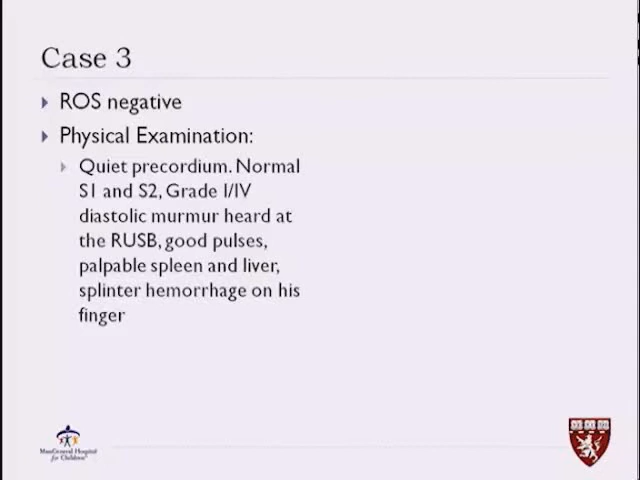 Case 3
ROS negative
Physical Examination:
Quiet precordium. Normal
S1 and S2, Grade I/IV
diastolic murmur heard at
the RUSB, good pulses,
palpable spleen and liver,
splinter hemorrhage on his
finger
MassGeneral Hospital
for Children